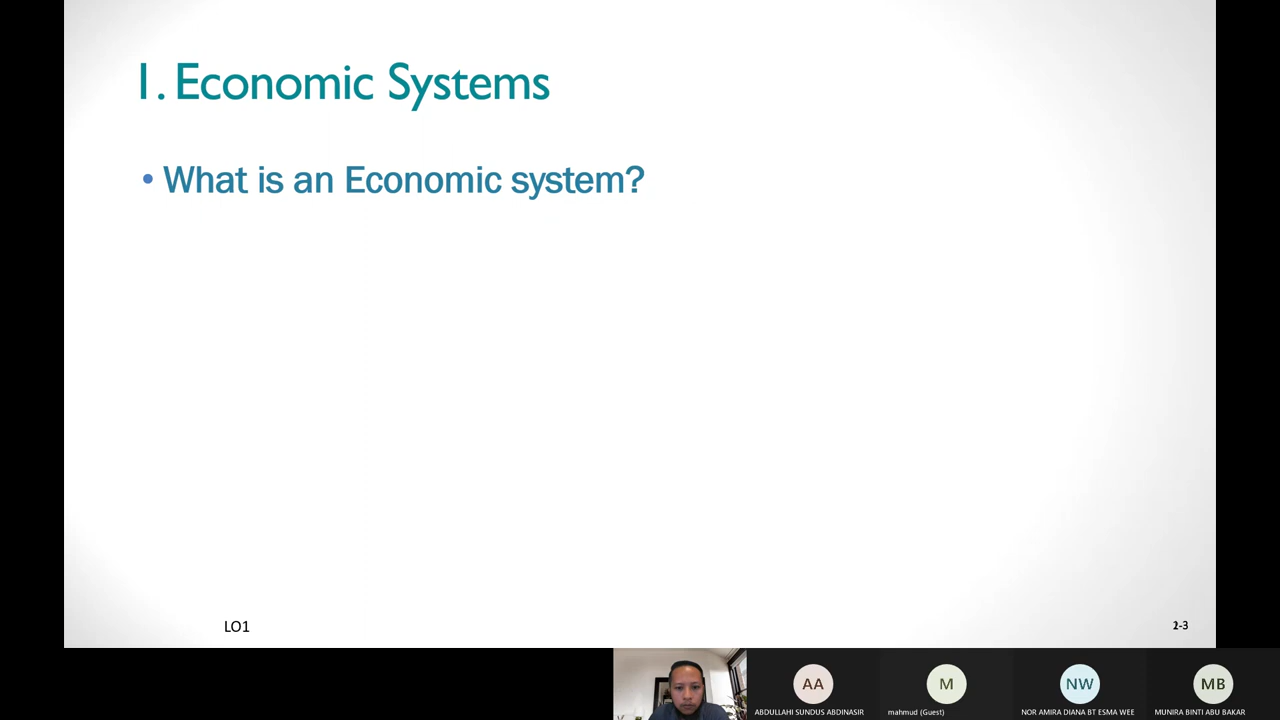 1. Economic Systems
• What is an Economic system?
LO1
2-3
AA
M
NW
MB
ABDULLAHI SUNDUS ABDINASIR
mahmud (Guest)
NOR AMIRA DIANA BT ESMA WEE
MUNIRA BINTI ABU BAKAR